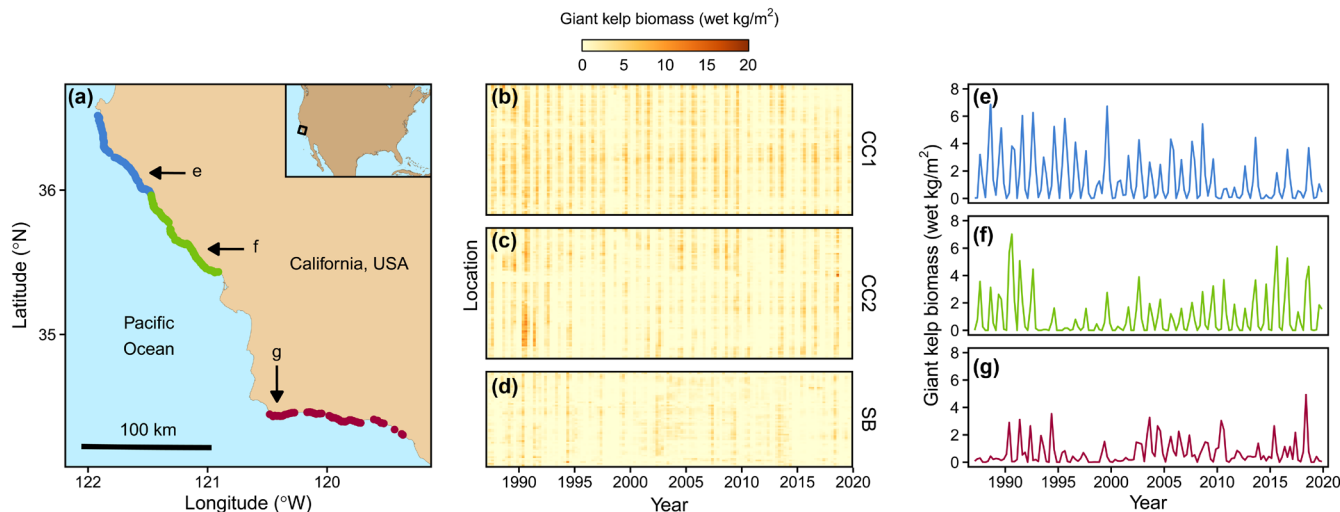 Giant kelp biomass (wet kg/m²)
0 5 10 15 20
(a)
e
f
g
California, USA
Pacific
Ocean
100 km
36
35
Latitude (°N)
122 121 120
Longitude (°W)
(b)
CC1
(c)
CC2
(d)
SB
Location
1990 1995 2000 2005 2010 2015 2020
Year
(e)
8
6
4
2
0
(f)
8
6
4
2
0
(g)
8
6
4
2
0
Giant kelp biomass (wet kg/m²)
1990 1995 2000 2005 2010 2015 2020
Year